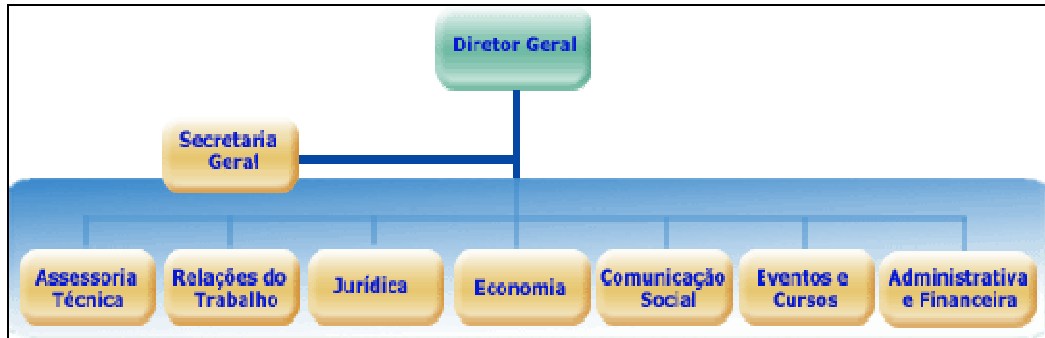 Diretor Geral
Secretaria
Geral
Assessoria
Técnica
Relações do
Trabalho
Jurídica
Economia
Comunicação
Social
Eventos e
Cursos
Administrativa
e Financeira